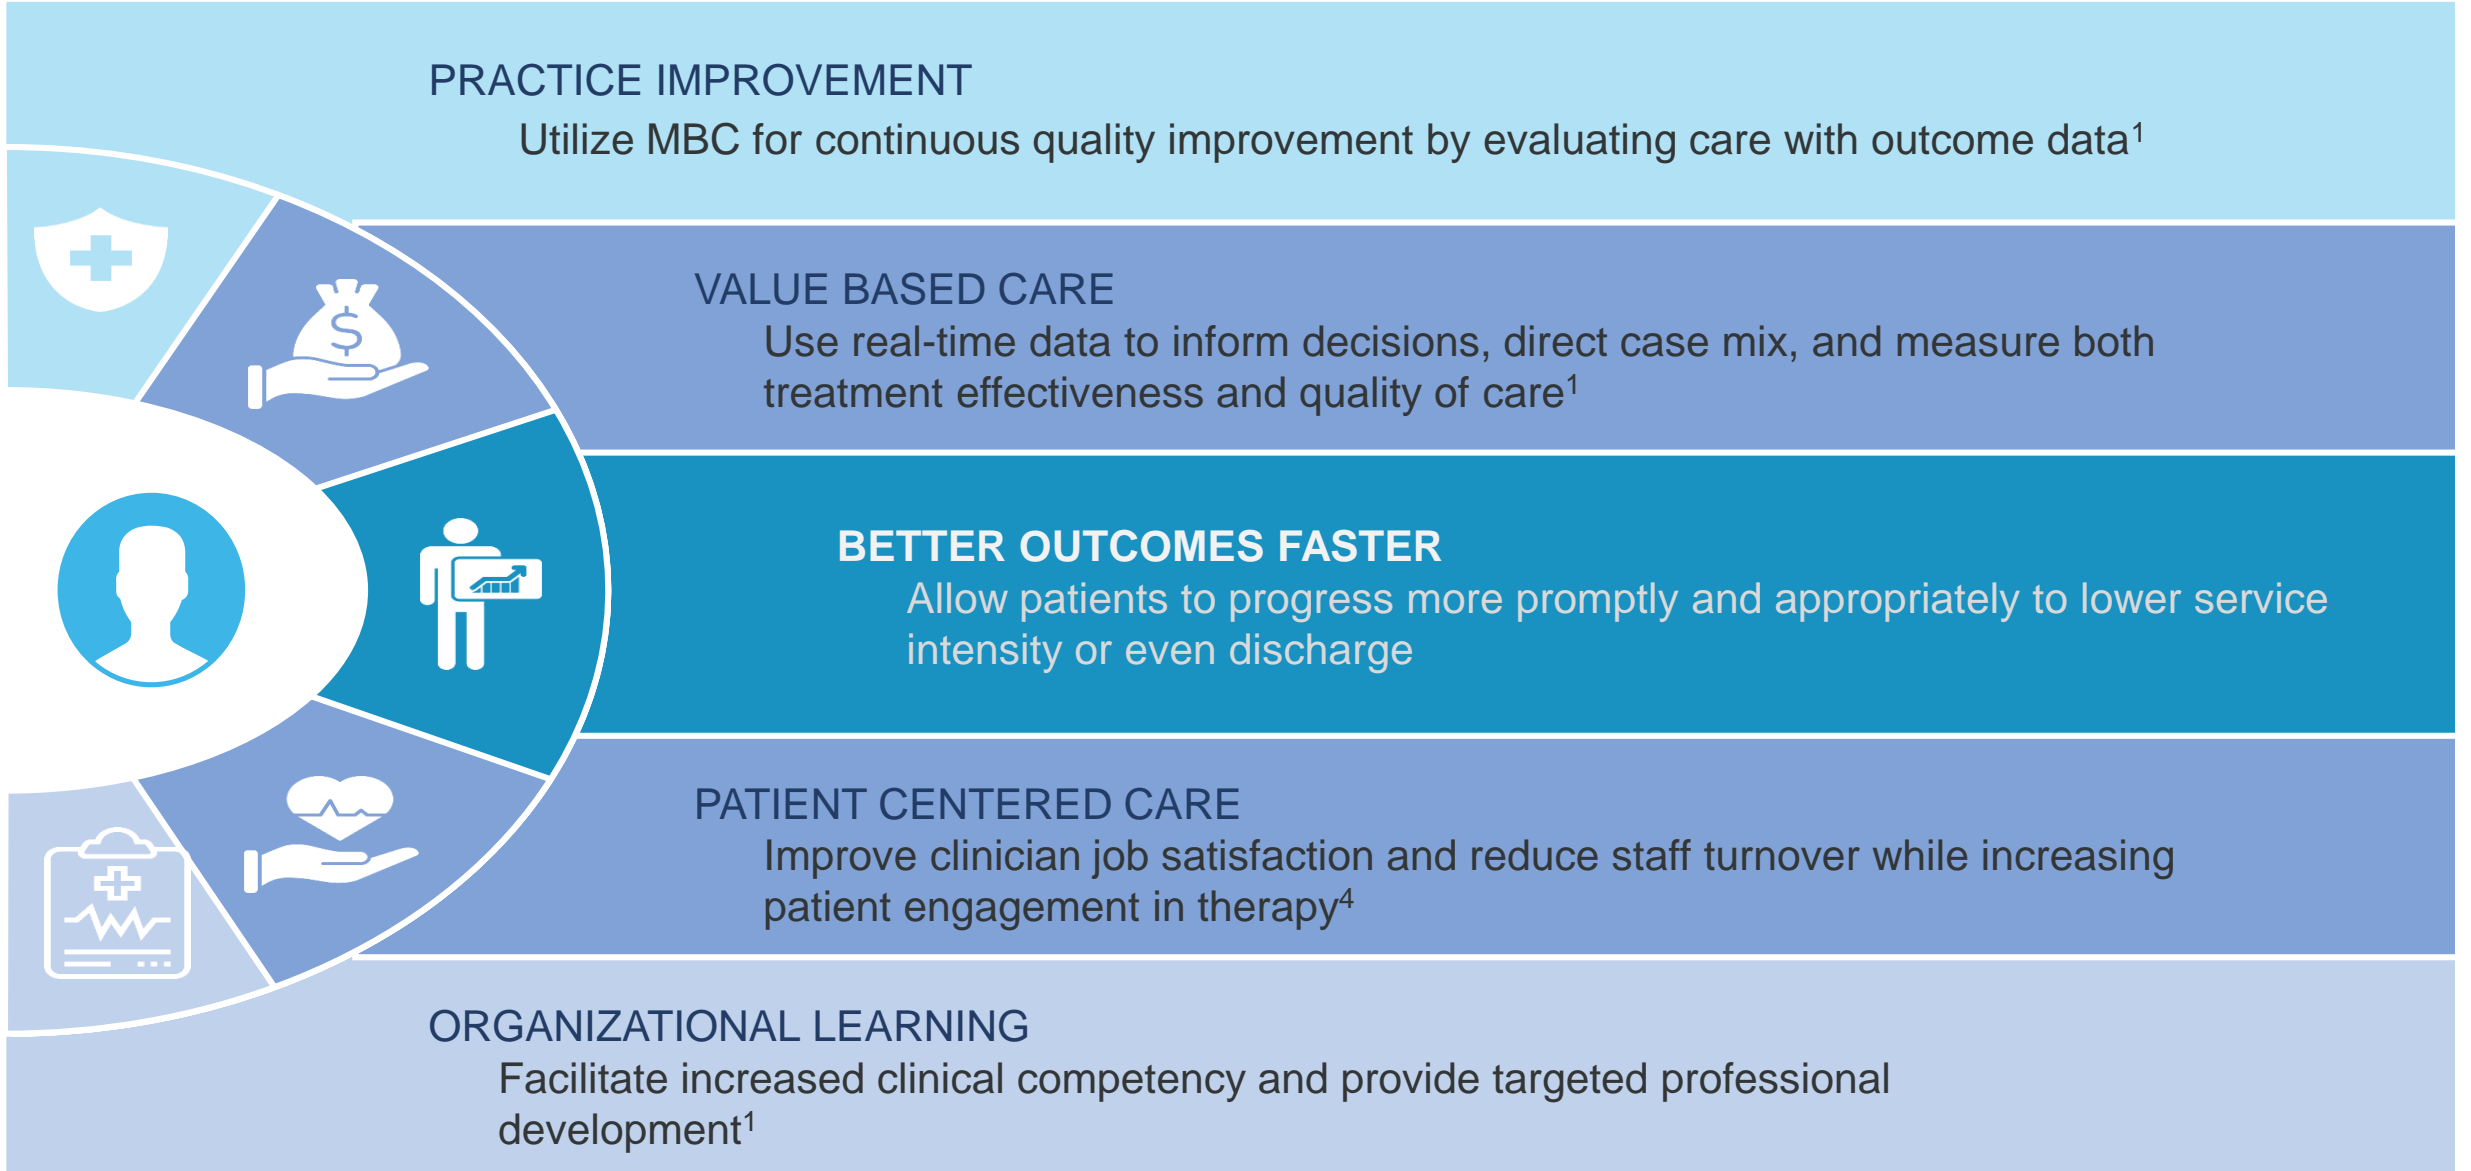 PRACTICE IMPROVEMENT
Utilize MBC for continuous quality improvement by evaluating care with outcome data¹
VALUE BASED CARE
Use real-time data to inform decisions, direct case mix, and measure both
treatment effectiveness and quality of care¹
$
BETTER OUTCOMES FASTER
Allow patients to progress more promptly and appropriately to lower service
intensity or even discharge
PATIENT CENTERED CARE
Improve clinician job satisfaction and reduce staff turnover while increasing
patient engagement in therapy⁴
ORGANIZATIONAL LEARNING
Facilitate increased clinical competency and provide targeted professional
development¹